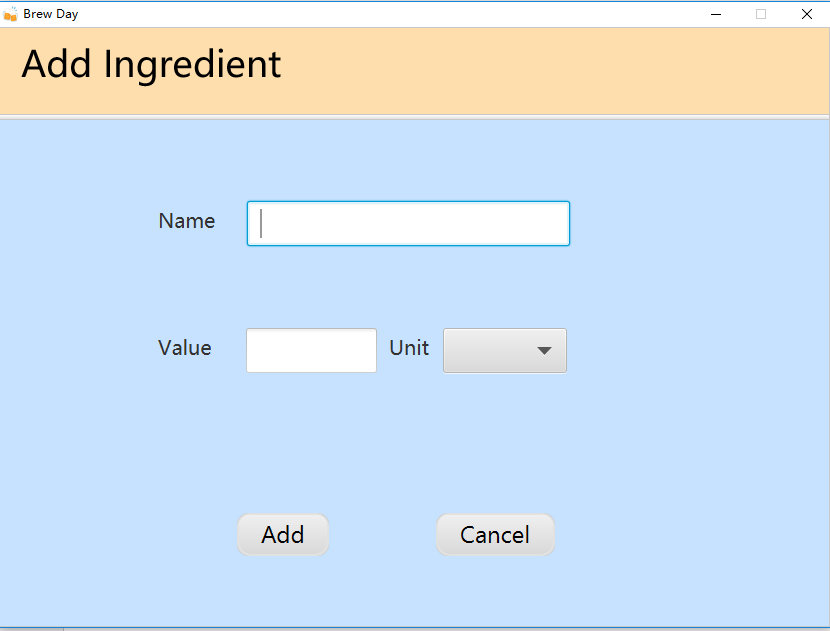 Brew Day
Add Ingredient
Name
Value Unit
Add Cancel